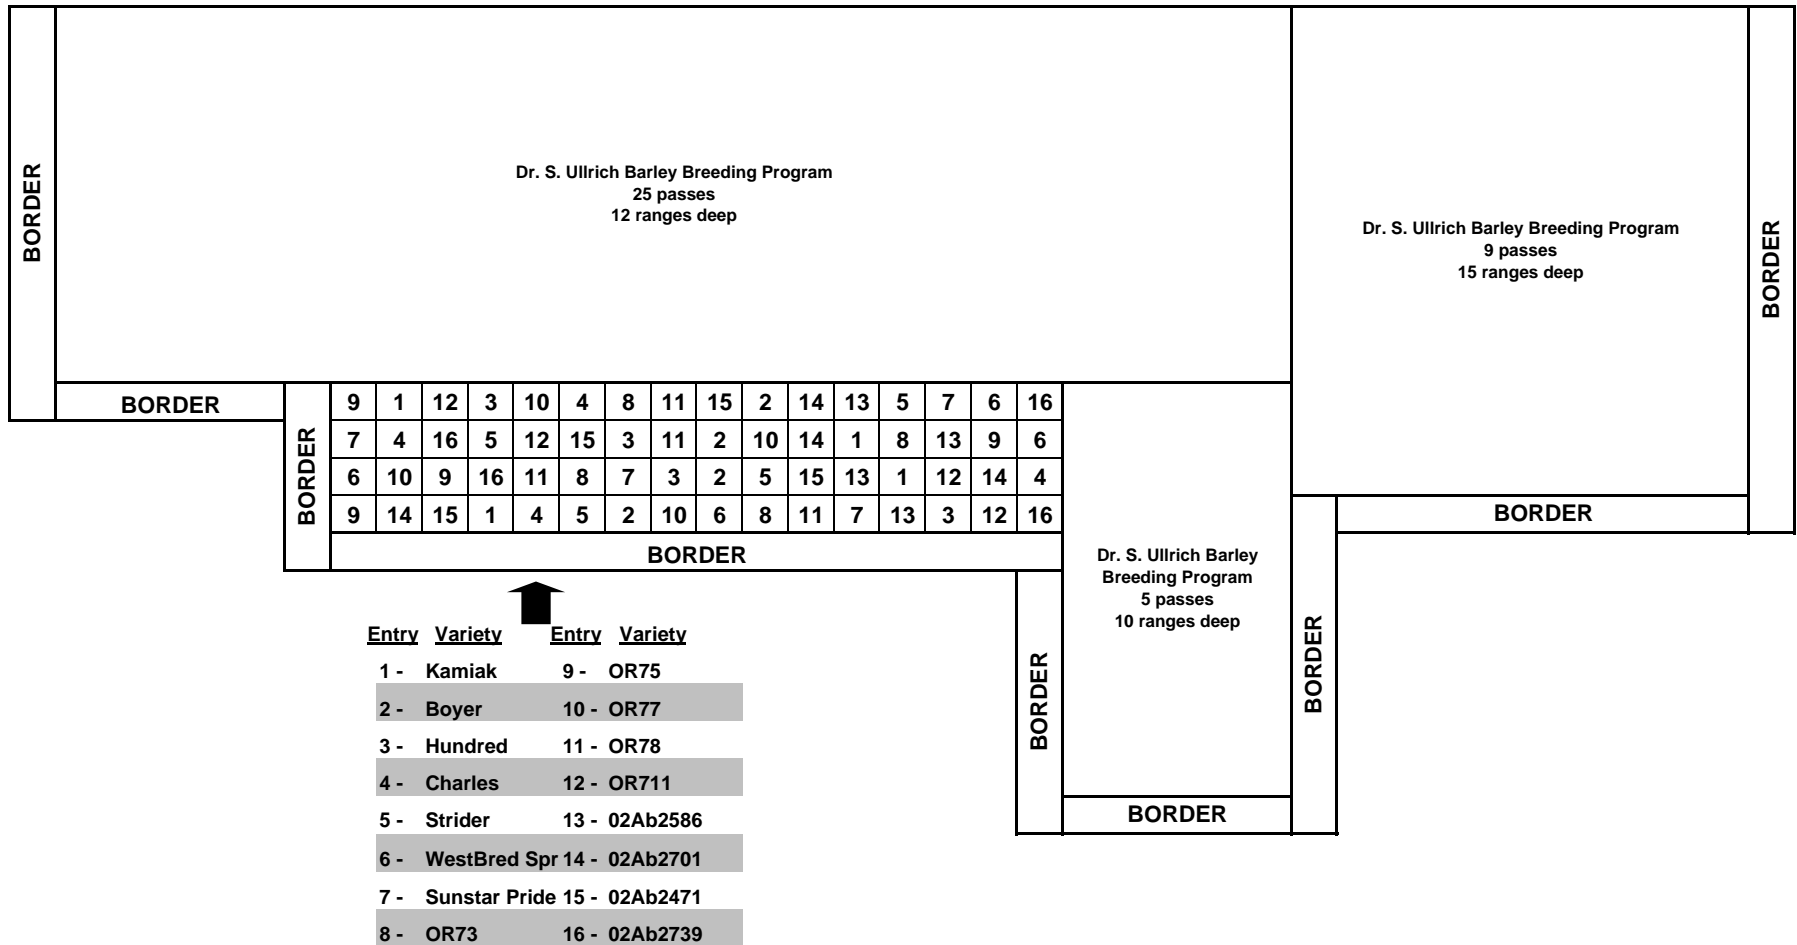 BORDER
Dr. S. Ullrich Barley Breeding Program
25 passes
12 ranges deep
Dr. S. Ullrich Barley Breeding Program
9 passes
15 ranges deep
BORDER
BORDER
BORDER
9 1 12 3 10 4 8 11 15 2 14 13 5 7 6 16
7 4 16 5 12 15 3 11 2 10 14 1 8 13 9 6
6 10 9 16 11 8 7 3 2 5 15 13 1 12 14 4
9 14 15 1 4 5 2 10 6 8 11 7 13 3 12 16
BORDER
BORDER
Dr. S. Ullrich Barley
Breeding Program
5 passes
10 ranges deep
BORDER
BORDER
BORDER
Entry Variety Entry Variety
1 - Kamiak 9 - OR75
2 - Boyer 10 - OR77
3 - Hundred 11 - OR78
4 - Charles 12 - OR711
5 - Strider 13 - 02Ab2586
6 - WestBred Spr 14 - 02Ab2701
7 - Sunstar Pride 15 - 02Ab2471
8 - OR73 16 - 02Ab2739